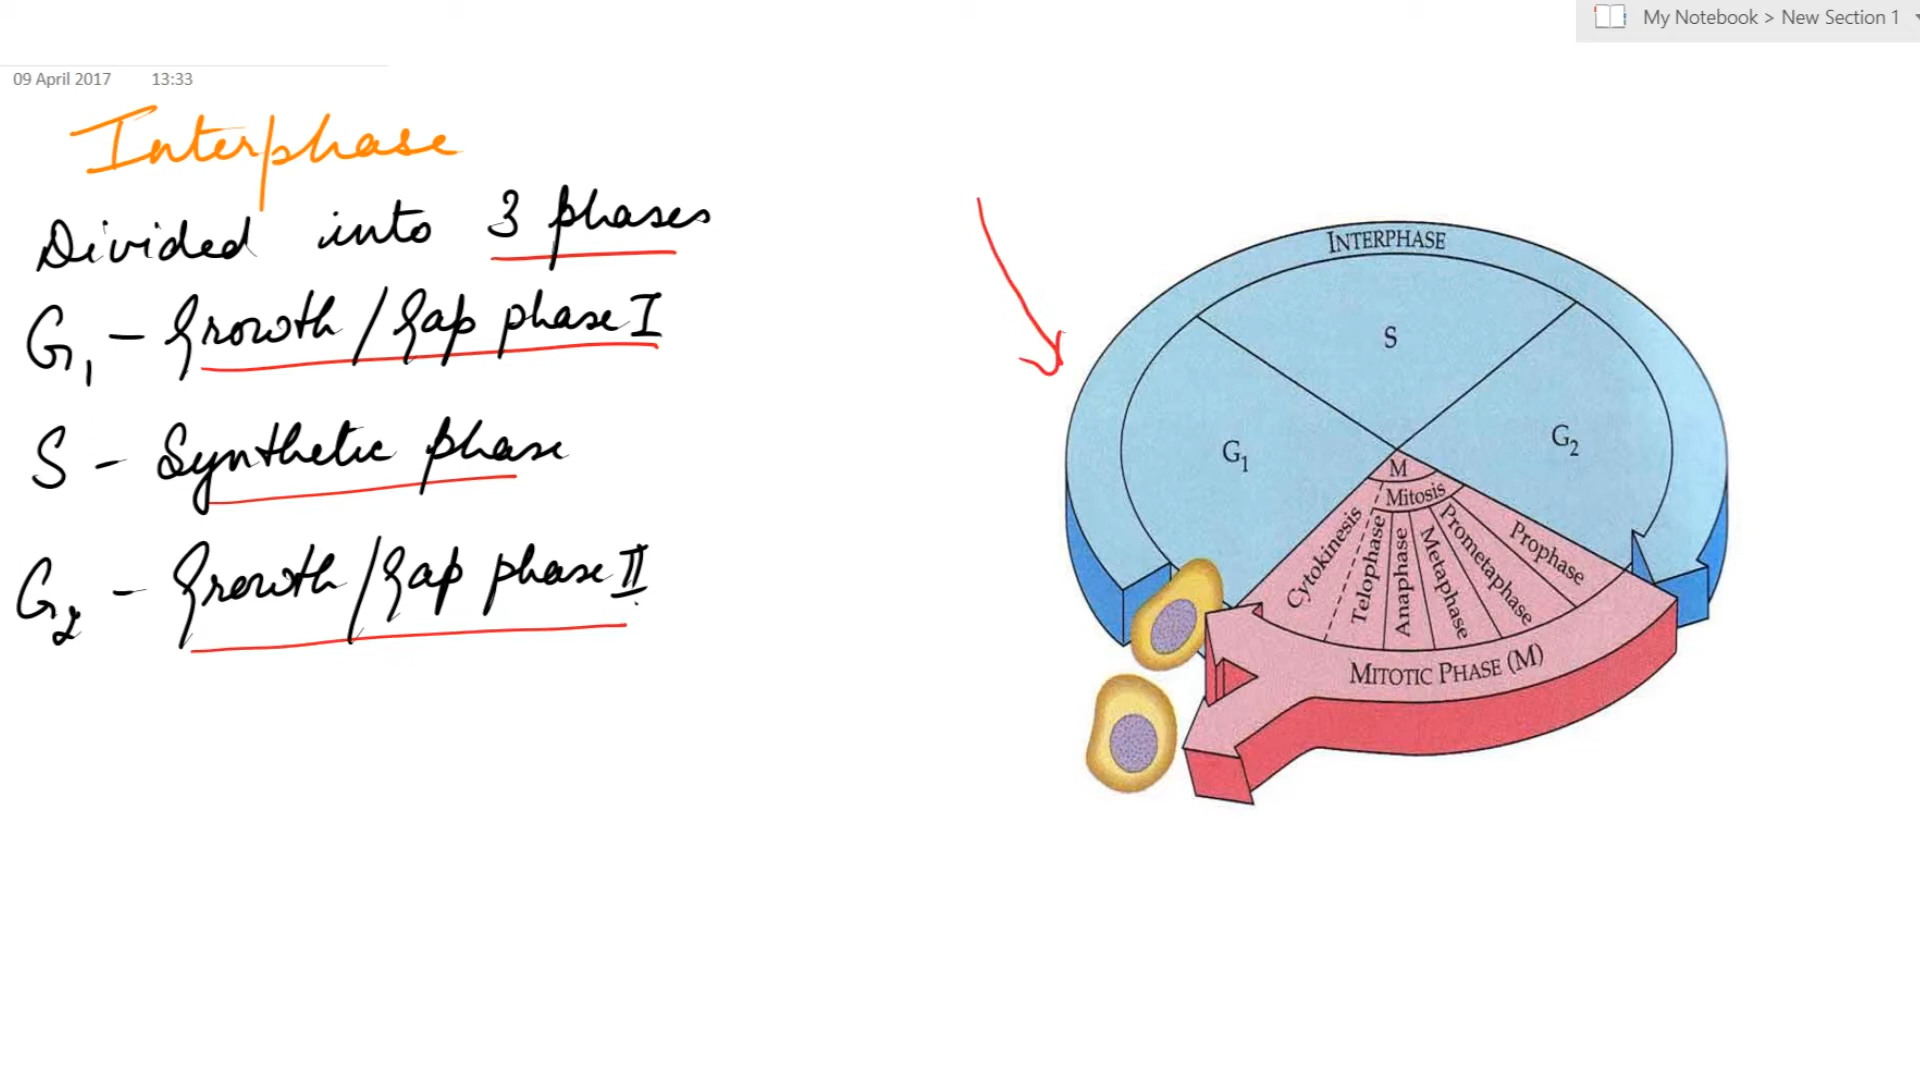 My Notebook > New Section 1
09 April 2017 13:33
Interphase
Divided into 3 phases
G1 - Growth/Gap phase I
S - Synthetic phase
G2 - Growth/Gap phase II
INTERPHASE
S
G1
G2
M
Mitosis
Cytokinesis
Telophase
Anaphase
Metaphase
Prometaphase
Prophase
MITOTIC PHASE (M)